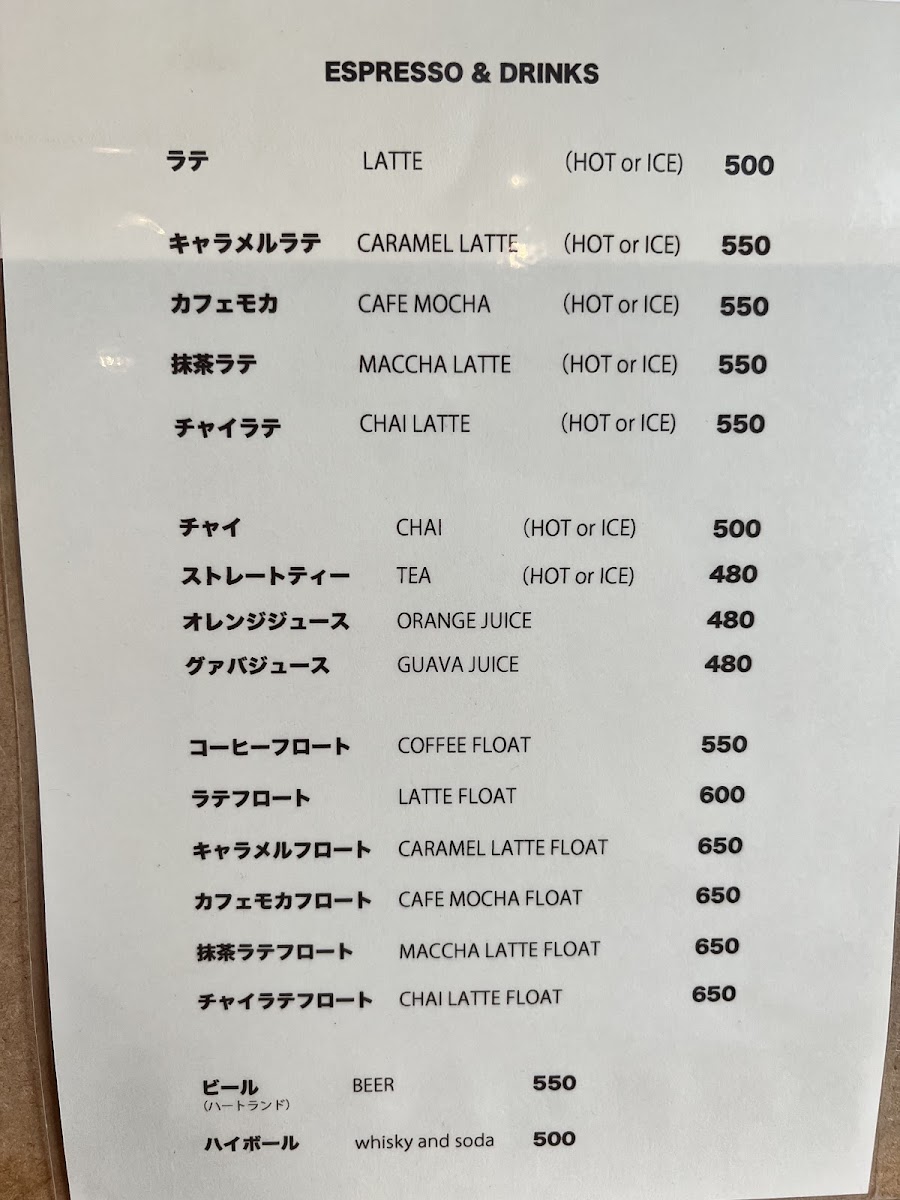 ESPRESSO & DRINKS
ラテ LATTE (HOT or ICE) 500
キャラメルラテ CARAMEL LATTE (HOT or ICE) 550
カフェモカ CAFE MOCHA (HOT or ICE) 550
抹茶ラテ MACCHA LATTE (HOT or ICE) 550
チャイラテ CHAI LATTE (HOT or ICE) 550
チャイ CHAI (HOT or ICE) 500
ストレートティー TEA (HOT or ICE) 480
オレンジジュース ORANGE JUICE 480
グァバジュース GUAVA JUICE 480
コーヒーフロート COFFEE FLOAT 550
ラテフロート LATTE FLOAT 600
キャラメルフロート CARAMEL LATTE FLOAT 650
カフェモカフロート CAFE MOCHA FLOAT 650
抹茶ラテフロート MACCHA LATTE FLOAT 650
チャイラテフロート CHAI LATTE FLOAT 650
ビール BEER 550
(ハートランド)
ハイボール whisky and soda 500